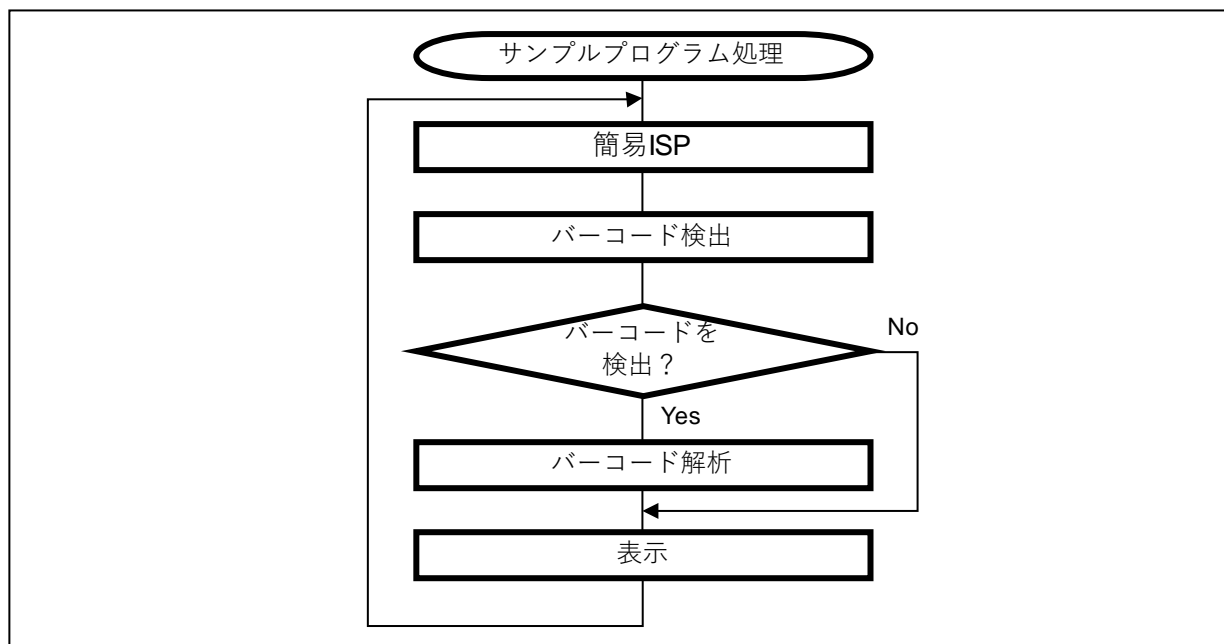 サンプルプログラム処理
簡易ISP
バーコード検出
バーコードを
検出？
No
Yes
バーコード解析
表示